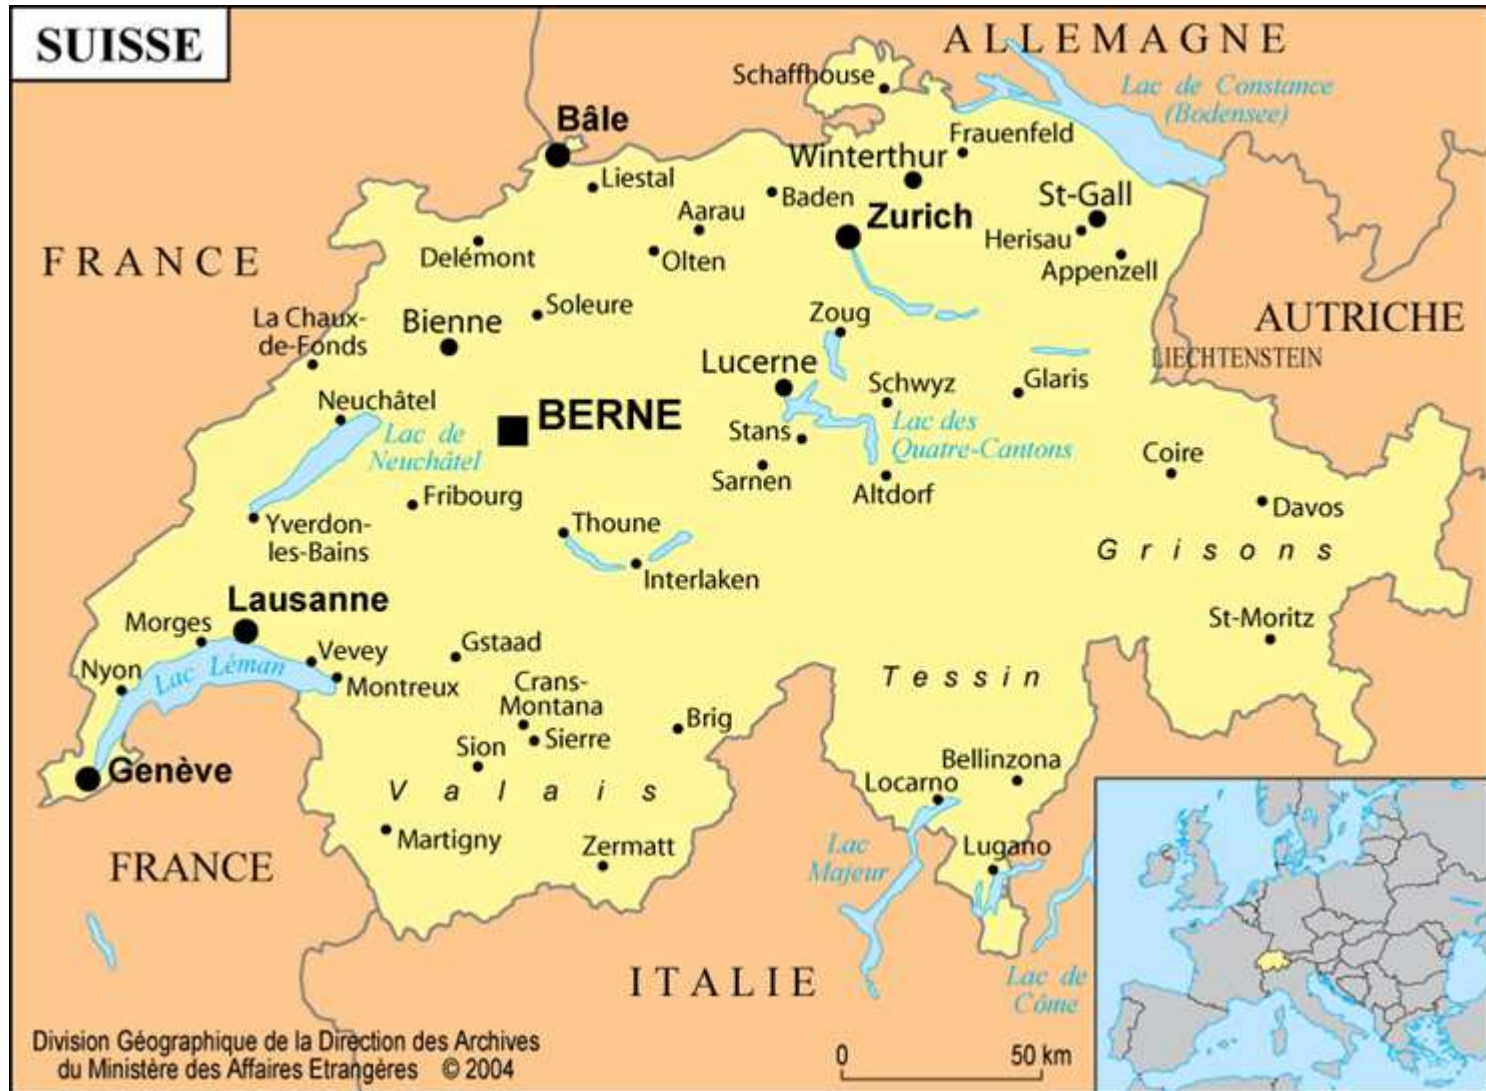 SUISSE
ALLEMAGNE
Schaffhouse
Lac de Constance
(Bodensee)
Bâle
Frauenfeld
Winterthur
Liestal
Baden
St-Gall
Aarau
Zurich
Herisau
Delémont
Olten
Appenzell
FRANCE
Soleure
Zoug
La Chaux-
de-Fonds
Bienne
AUTRICHE
LIECHTENSTEIN
Lucerne
Schwyz
Glaris
Neuchâtel
BERNE
Lac de
Neuchâtel
Stans
Lac des
Quatre-Cantons
Sarnen
Altdorf
Coire
Fribourg
Davos
Yverdon-
les-Bains
Thoune
Grisons
Interlaken
Lausanne
Morges
St-Moritz
Gstaad
Vevey
Nyon
Lac Léman
Montreux
Tessin
Crans-
Montana
Brig
Sierre
Sion
Genève
Bellinzona
Locarno
Valais
Martigny
Zermatt
Lugano
Lac
Majeur
FRANCE
ITALIE
Lac de
Côme
Division Géographique de la Direction des Archives
du Ministère des Affaires Etrangères © 2004
0 50 km